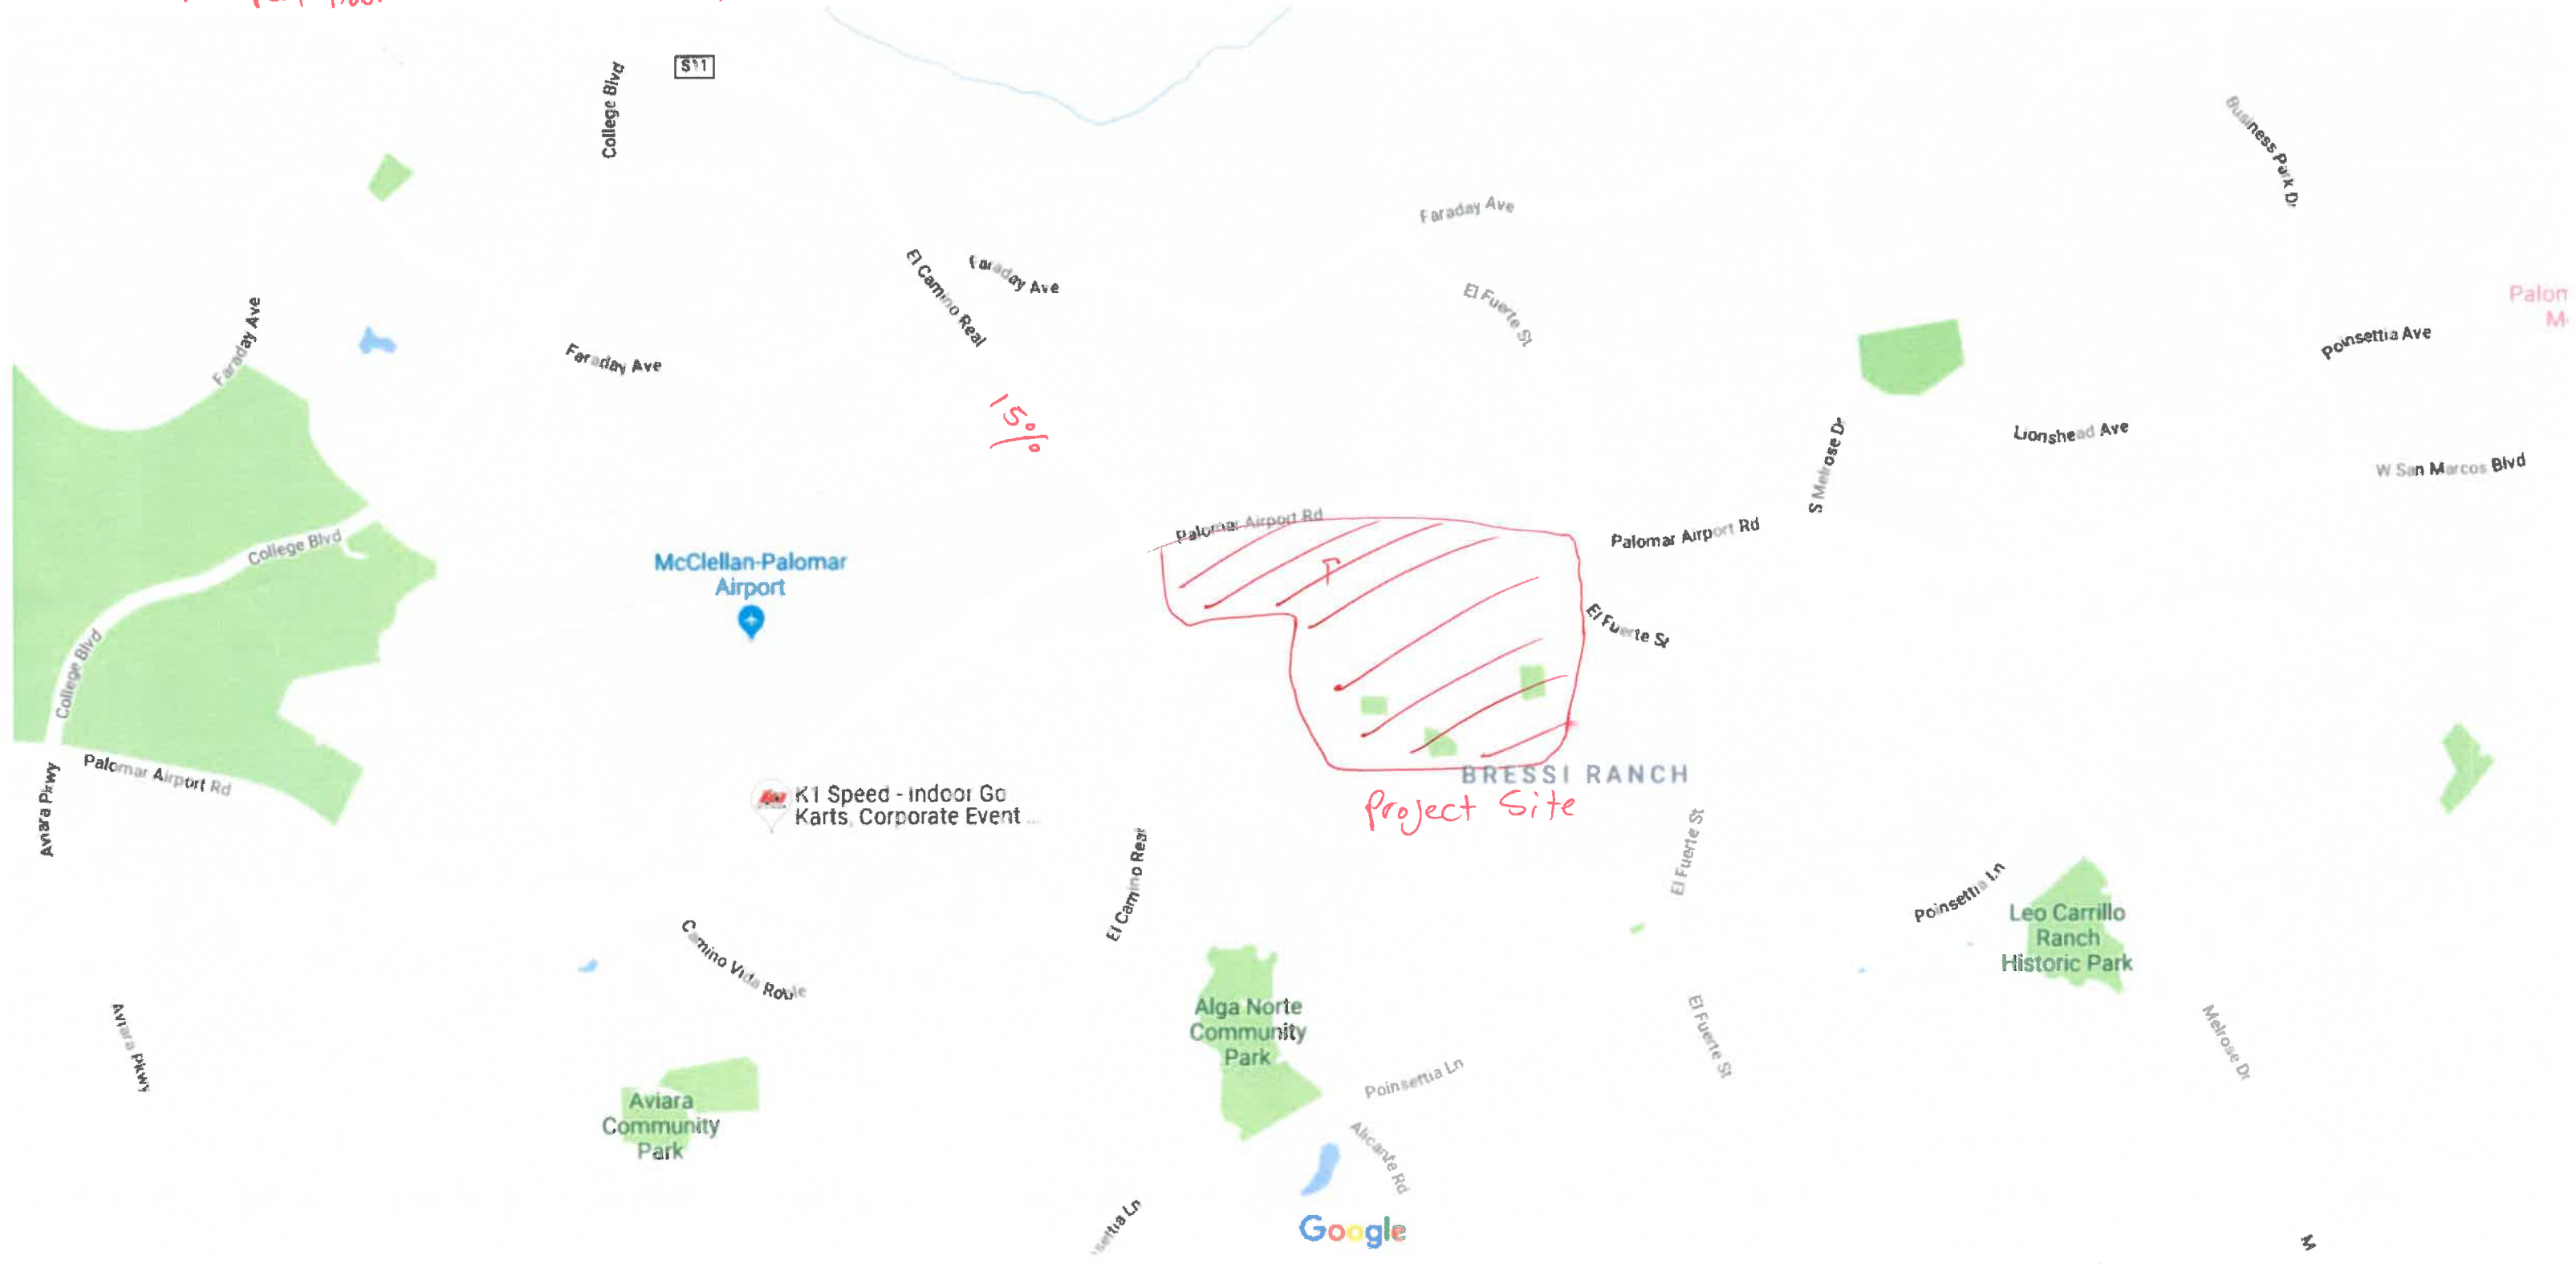 S11
College Blvd
Business Park Dr
Faraday Ave
El Camino Real
Faraday Ave
El Fuerte St
Palom
M
Faraday Ave
Poinsettia Ave
Faraday Ave
15%
S Melrose Dr
Lionshead Ave
W San Marcos Blvd
Palomar Airport Rd
Palomar Airport Rd
College Blvd
McClellan-Palomar
Airport
El Fuerte St
College Blvd
Palomar Airport Rd
BRESSI RANCH
Project Site
Aviara Pkwy
K1 Speed - Indoor Go
Karts, Corporate Event ...
El Camino Real
El Fuerte St
Poinsettia Ln
Leo Carrillo
Ranch
Historic Park
Camino Vida Roble
Alga Norte
Community
Park
El Fuerte St
Melrose Dr
Aviara Pkwy
Poinsettia Ln
Aviara
Community
Park
Alicante Rd
settia Ln
Google
M